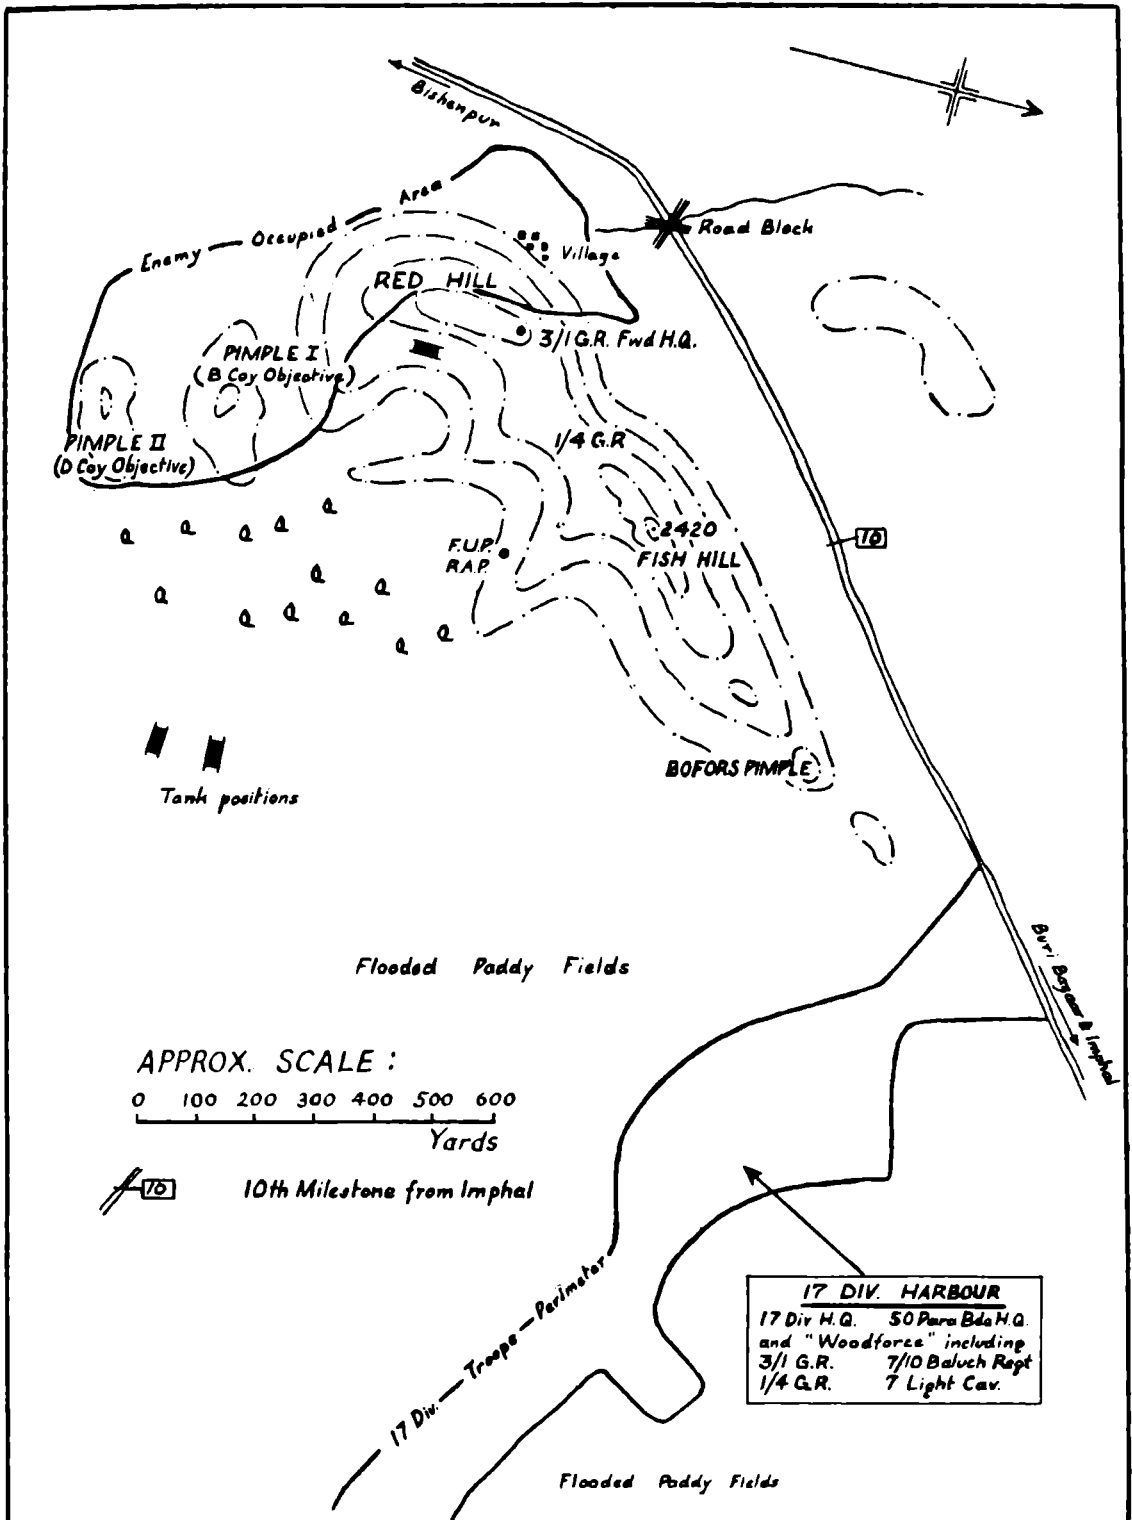 Bishenpur
Enemy Occupied Area
Road Block
Village
RED HILL
3/1 G.R. Fwd H.Q.
PIMPLE I
(B Coy Objective)
PIMPLE II
(D Coy Objective)
1/4 G.R
2420
FISH HILL
10
F.U.P.
R.A.P.
Tank positions
BOFORS PIMPLE
Flooded Paddy Fields
Buri Bazaar & Imphal
APPROX. SCALE :
0 100 200 300 400 500 600
Yards
10 10th Milestone from Imphal
17 Div. Troops Perimeter
17 DIV. HARBOUR
17 Div H.Q. 50 Para Bde H.Q.
and "Woodforce" including
3/1 G.R. 7/10 Baluch Regt
1/4 G.R. 7 Light Cav.
Flooded Paddy Fields